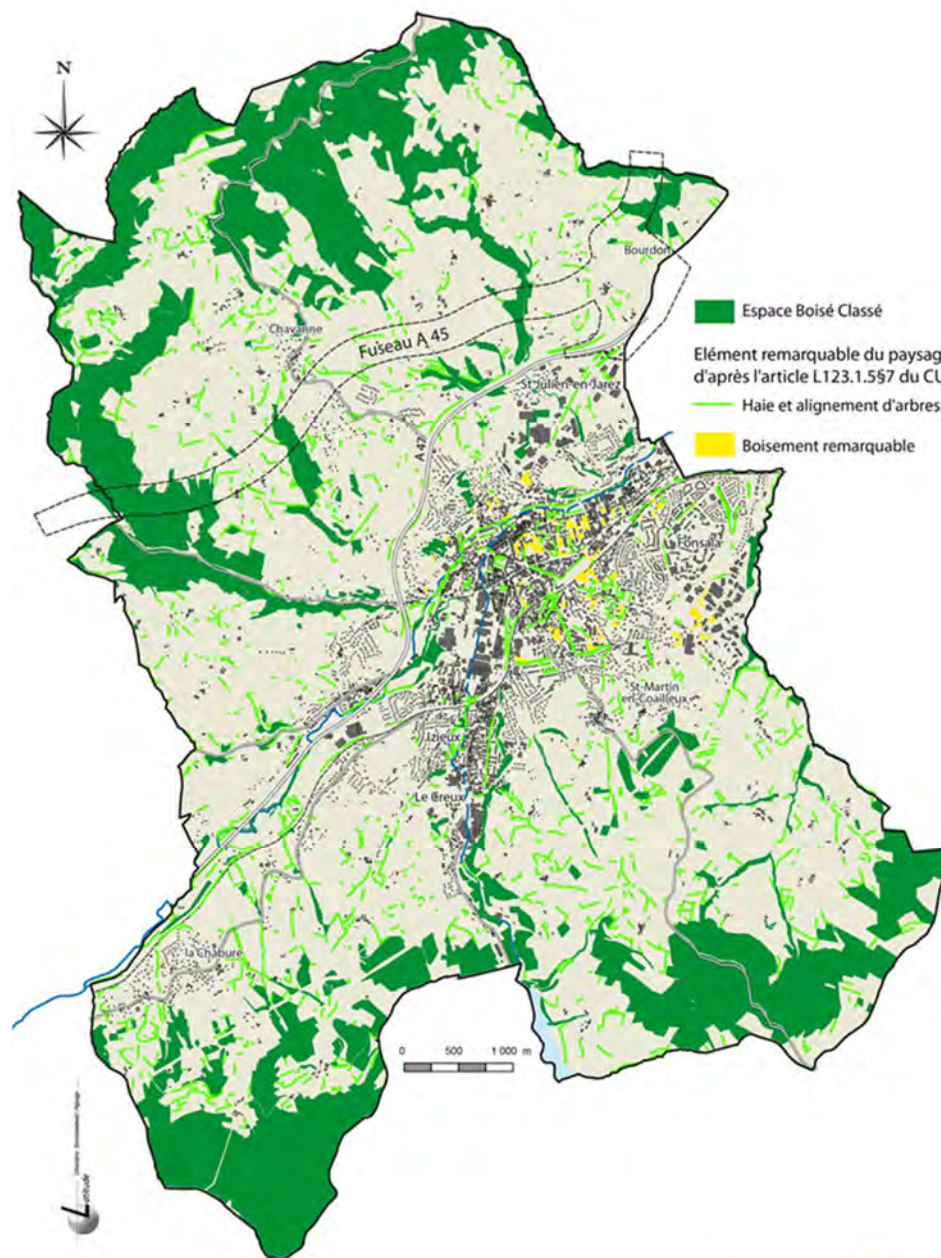 N
Bourdon
Espace Boisé Classé
Elément remarquable du paysag
d'après l'article L123.1.5§7 du CU
Haie et alignement d'arbres
Boisement remarquable
Chavanne
Fuseau A 45
St Julien-en-Jarez
A 47
Fonsala
St-Martin
en-Coailleux
Izieux
Le Creux
la Chabure
0 500 1 000 m
Latitude